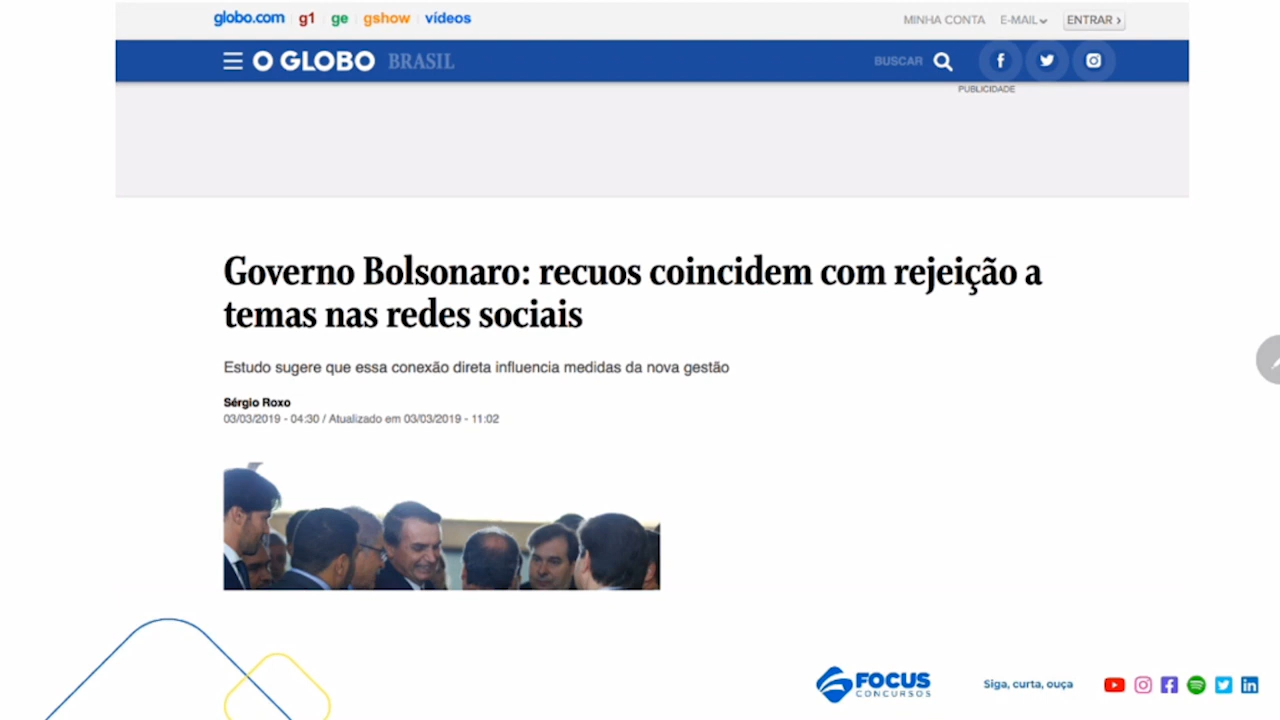 globo.com g1 ge gshow vídeos MINHA CONTA E-MAIL ENTRAR
O GLOBO BRASIL BUSCAR
PUBLICIDADE
Governo Bolsonaro: recuos coincidem com rejeição a
temas nas redes sociais
Estudo sugere que essa conexão direta influencia medidas da nova gestão
Sérgio Roxo
03/03/2019 - 04:30 / Atualizado em 03/03/2019 - 11:02
FOCUS
CONCURSOS
Siga, curta, ouça